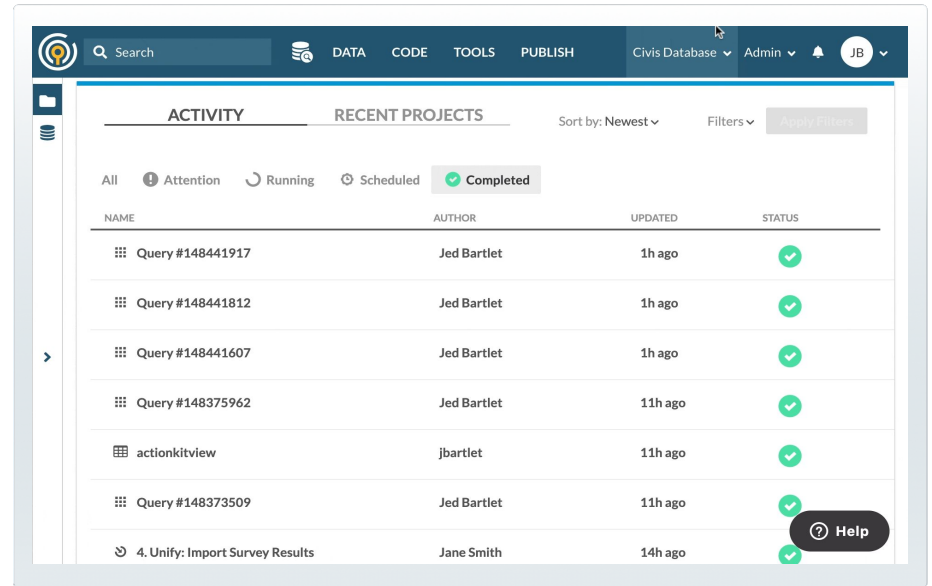 Search DATA CODE TOOLS PUBLISH Civis Database Admin JB
ACTIVITY RECENT PROJECTS Sort by: Newest Filters Apply Filters
All Attention Running Scheduled Completed
NAME AUTHOR UPDATED STATUS
Query #148441917 Jed Bartlet 1h ago
Query #148441812 Jed Bartlet 1h ago
Query #148441607 Jed Bartlet 1h ago
Query #148375962 Jed Bartlet 11h ago
actionkitview jbartlet 11h ago
Query #148373509 Jed Bartlet 11h ago
Help
4. Unify: Import Survey Results Jane Smith 14h ago